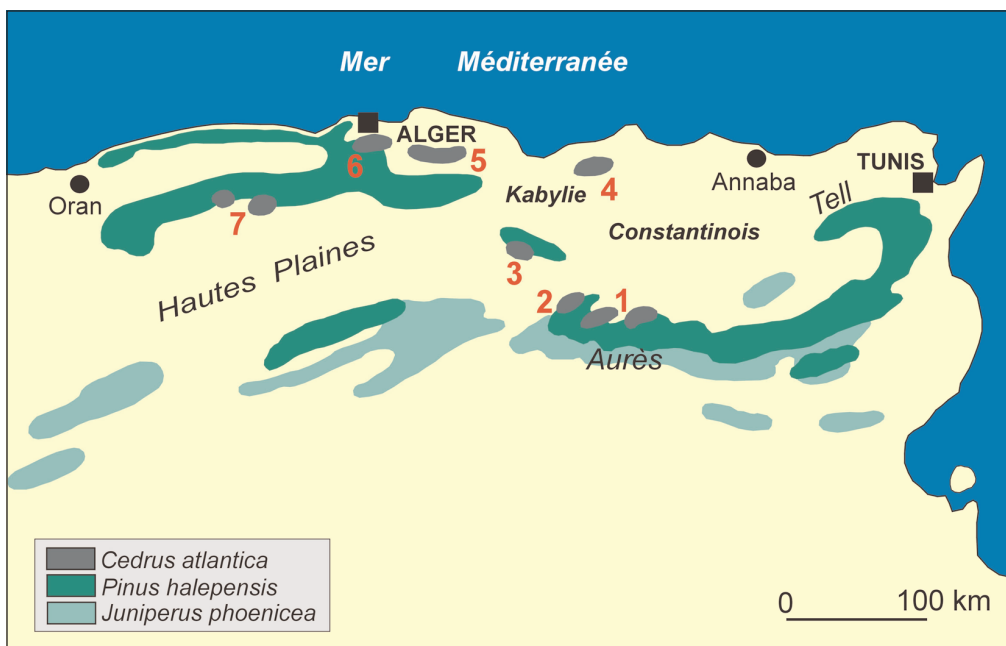 Mer Méditerranée
ALGER
6
5
4
Oran
Kabylie
Annaba
TUNIS
Tell
7
Constantinois
Hautes Plaines
3
2
1
Aurès
Cedrus atlantica
Pinus halepensis
Juniperus phoenicea
0 100 km